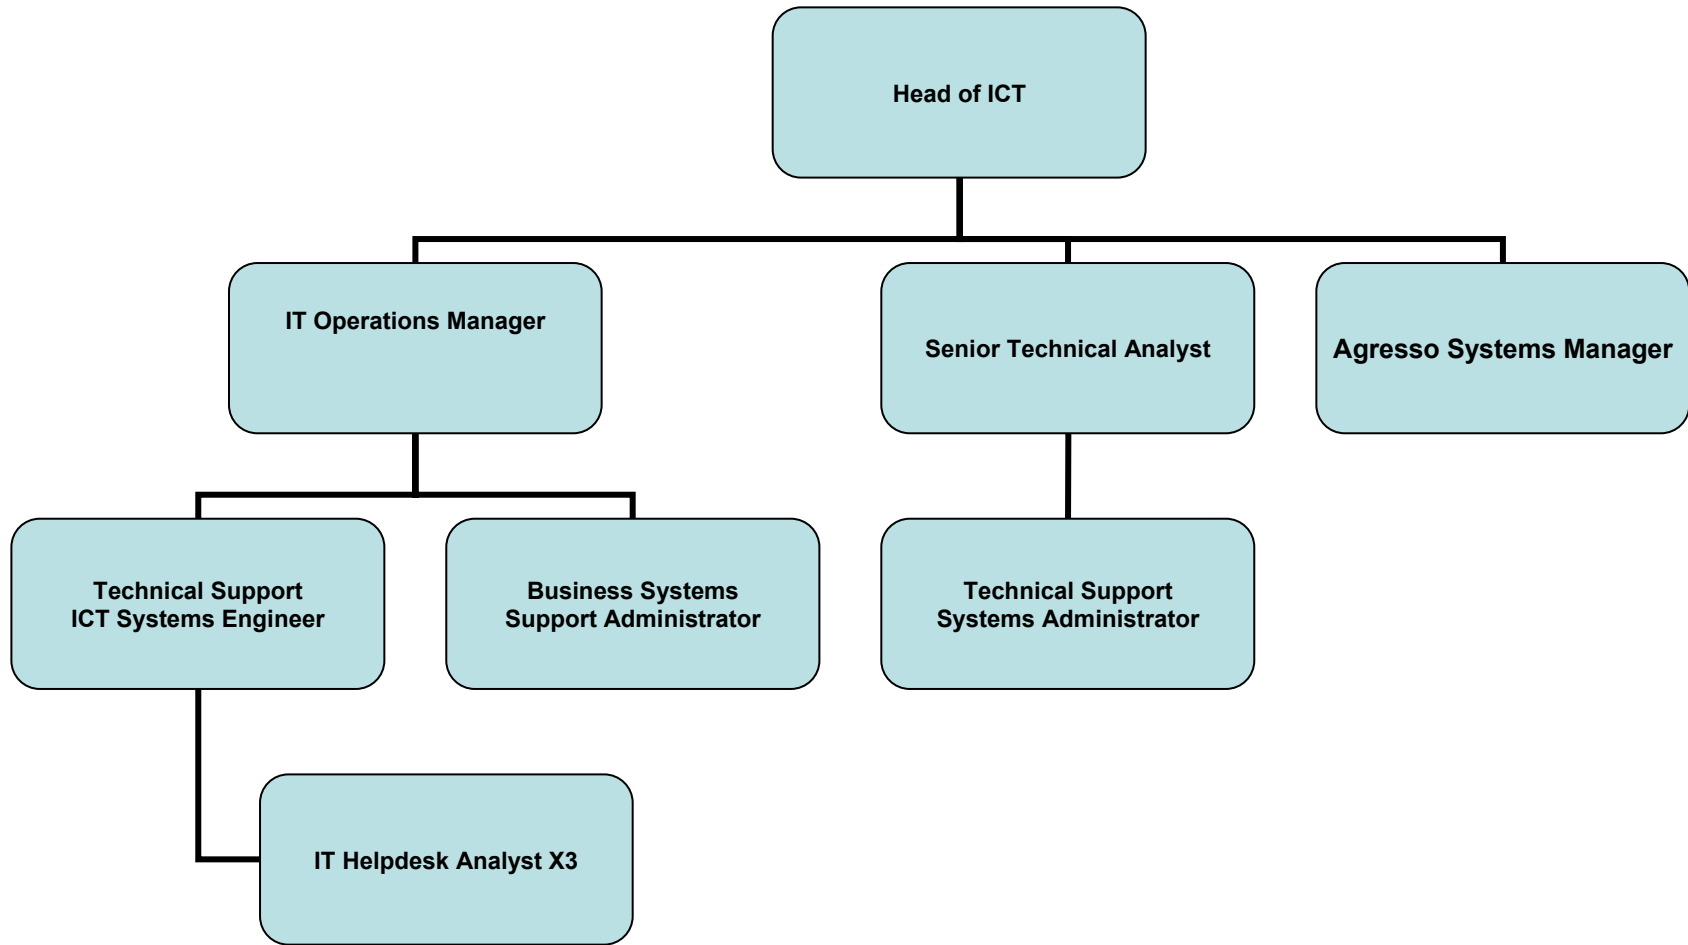 Head of ICT
IT Operations Manager
Senior Technical Analyst
Agresso Systems Manager
Technical Support
ICT Systems Engineer
Business Systems
Support Administrator
Technical Support
Systems Administrator
IT Helpdesk Analyst X3